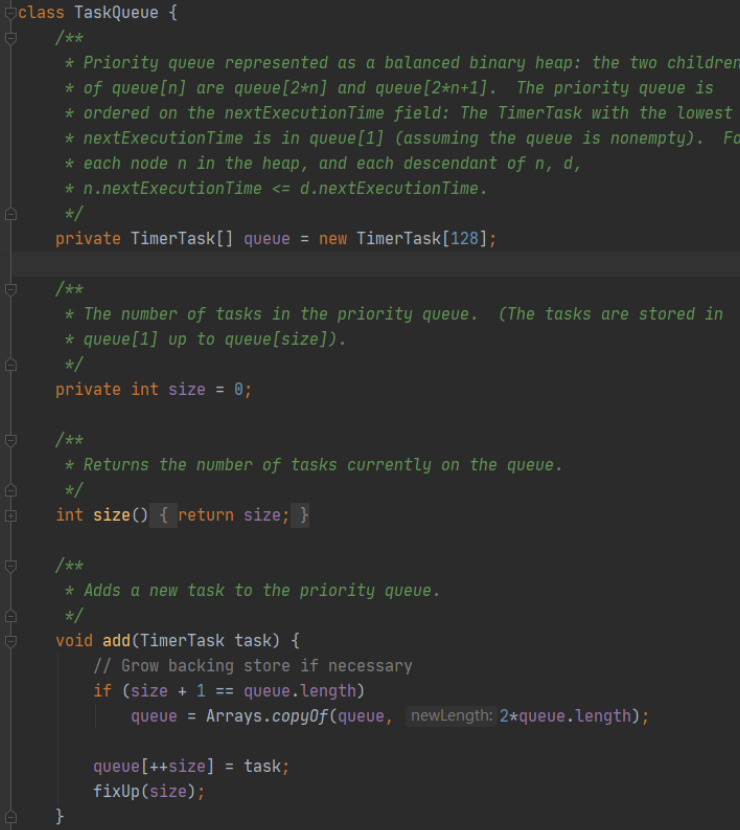 class TaskQueue {
/**
* Priority queue represented as a balanced binary heap: the two children
* of queue[n] are queue[2*n] and queue[2*n+1].  The priority queue is
* ordered on the nextExecutionTime field: The TimerTask with the lowest
* nextExecutionTime is in queue[1] (assuming the queue is nonempty).  Fo
* each node n in the heap, and each descendant of n, d,
* n.nextExecutionTime <= d.nextExecutionTime.
*/
private TimerTask[] queue = new TimerTask[128];
/**
* The number of tasks in the priority queue.  (The tasks are stored in
* queue[1] up to queue[size]).
*/
private int size = 0;
/**
* Returns the number of tasks currently on the queue.
*/
int size() { return size; }
/**
* Adds a new task to the priority queue.
*/
void add(TimerTask task) {
// Grow backing store if necessary
if (size + 1 == queue.length)
queue = Arrays.copyOf(queue, newLength: 2*queue.length);
queue[++size] = task;
fixUp(size);
}